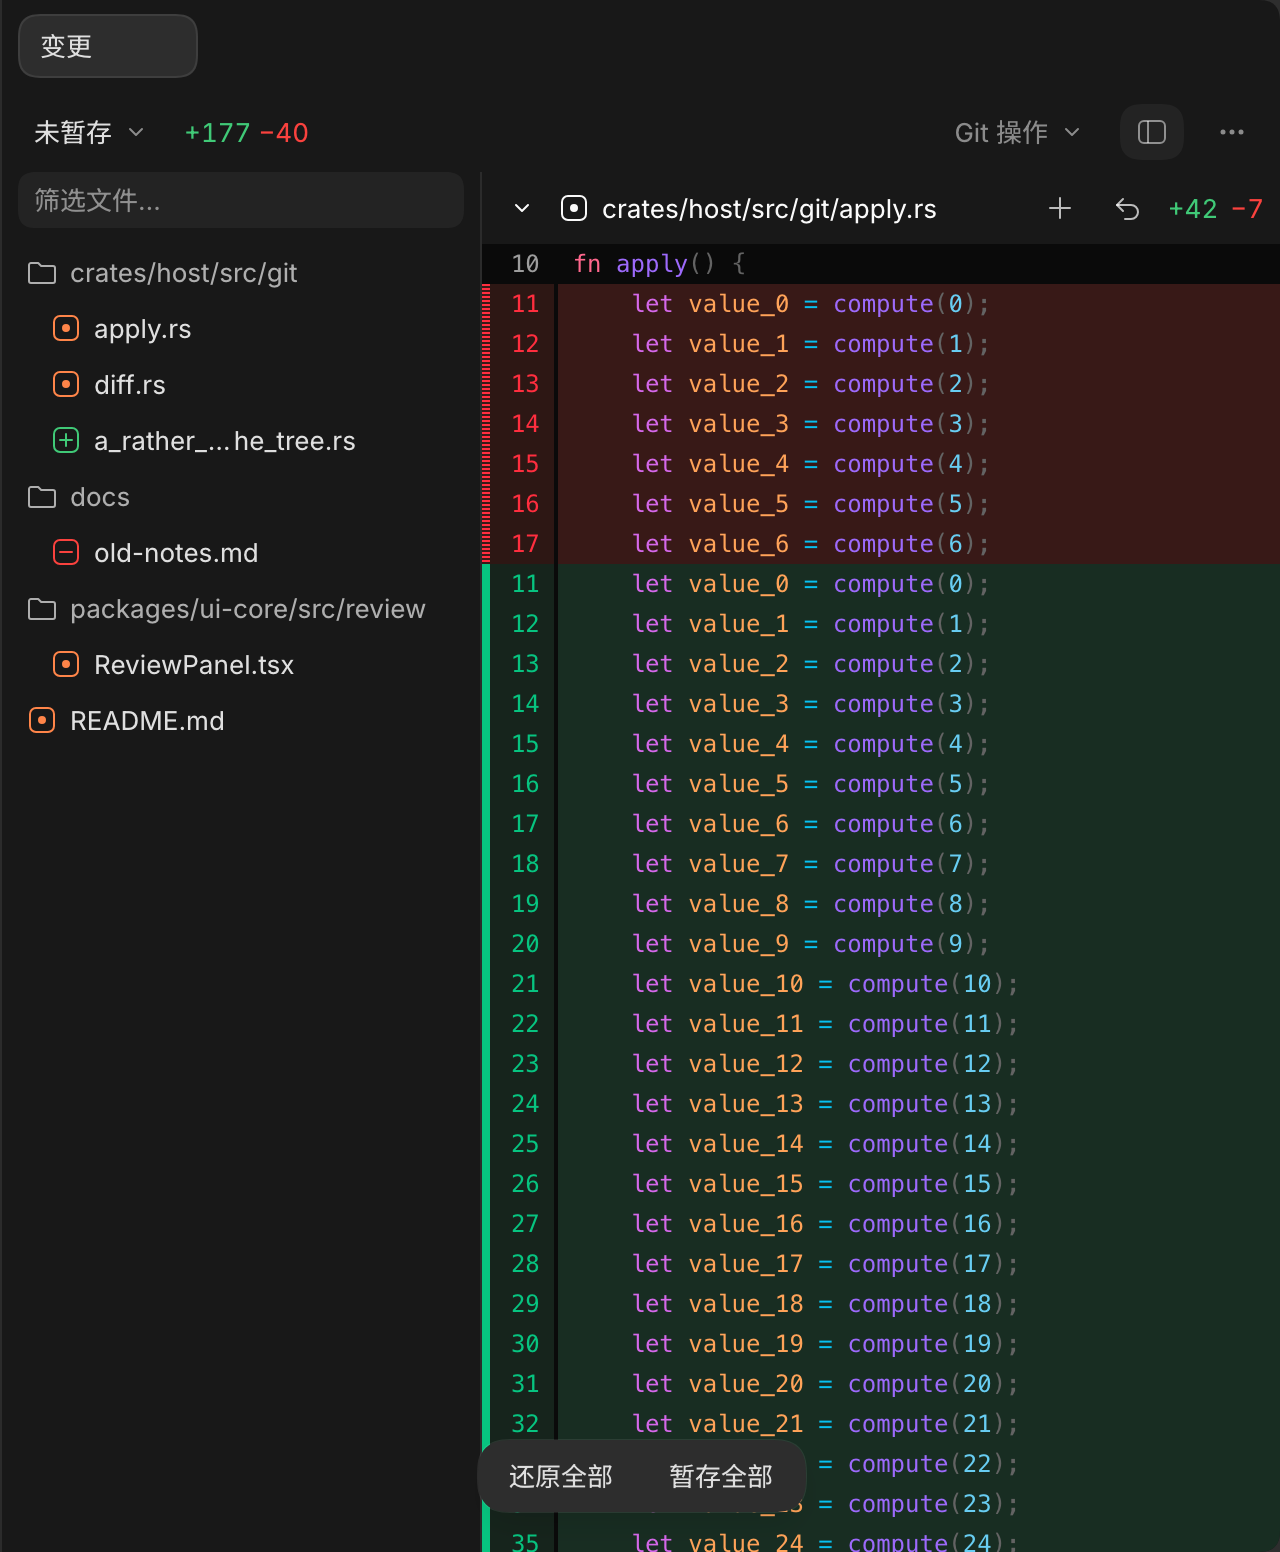 变更
未暂存 +177 −40 Git 操作
筛选文件...
crates/host/src/git
apply.rs
diff.rs
a_rather_...he_tree.rs
docs
old-notes.md
packages/ui-core/src/review
ReviewPanel.tsx
README.md
crates/host/src/git/apply.rs +42 −7
10 fn apply() {
11 let value_0 = compute(0);
12 let value_1 = compute(1);
13 let value_2 = compute(2);
14 let value_3 = compute(3);
15 let value_4 = compute(4);
16 let value_5 = compute(5);
17 let value_6 = compute(6);
11 let value_0 = compute(0);
12 let value_1 = compute(1);
13 let value_2 = compute(2);
14 let value_3 = compute(3);
15 let value_4 = compute(4);
16 let value_5 = compute(5);
17 let value_6 = compute(6);
18 let value_7 = compute(7);
19 let value_8 = compute(8);
20 let value_9 = compute(9);
21 let value_10 = compute(10);
22 let value_11 = compute(11);
23 let value_12 = compute(12);
24 let value_13 = compute(13);
25 let value_14 = compute(14);
26 let value_15 = compute(15);
27 let value_16 = compute(16);
28 let value_17 = compute(17);
29 let value_18 = compute(18);
30 let value_19 = compute(19);
31 let value_20 = compute(20);
32 let value_21 = compute(21);
= compute(22);
= compute(23);
35 let value_24 = compute(24);
还原全部 暂存全部